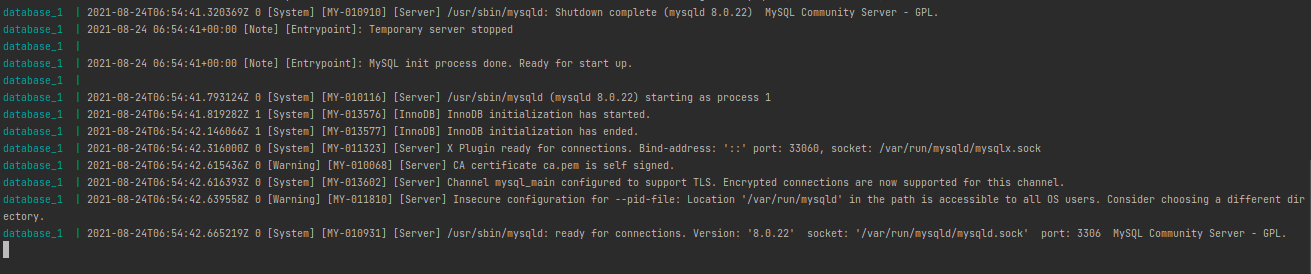 database_1  | 2021-08-24T06:54:41.320369Z 0 [System] [MY-010910] [Server] /usr/sbin/mysqld: Shutdown complete (mysqld 8.0.22)  MySQL Community Server - GPL.
database_1  | 2021-08-24 06:54:41+00:00 [Note] [Entrypoint]: Temporary server stopped
database_1  |
database_1  | 2021-08-24 06:54:41+00:00 [Note] [Entrypoint]: MySQL init process done. Ready for start up.
database_1  |
database_1  | 2021-08-24T06:54:41.793124Z 0 [System] [MY-010116] [Server] /usr/sbin/mysqld (mysqld 8.0.22) starting as process 1
database_1  | 2021-08-24T06:54:41.819282Z 1 [System] [MY-013576] [InnoDB] InnoDB initialization has started.
database_1  | 2021-08-24T06:54:42.146066Z 1 [System] [MY-013577] [InnoDB] InnoDB initialization has ended.
database_1  | 2021-08-24T06:54:42.316000Z 0 [System] [MY-011323] [Server] X Plugin ready for connections. Bind-address: '::' port: 33060, socket: /var/run/mysqld/mysqlx.sock
database_1  | 2021-08-24T06:54:42.615436Z 0 [Warning] [MY-010068] [Server] CA certificate ca.pem is self signed.
database_1  | 2021-08-24T06:54:42.616393Z 0 [System] [MY-013602] [Server] Channel mysql_main configured to support TLS. Encrypted connections are now supported for this channel.
database_1  | 2021-08-24T06:54:42.639558Z 0 [Warning] [MY-011810] [Server] Insecure configuration for --pid-file: Location '/var/run/mysqld' in the path is accessible to all OS users. Consider choosing a different dir
ectory.
database_1  | 2021-08-24T06:54:42.665219Z 0 [System] [MY-010931] [Server] /usr/sbin/mysqld: ready for connections. Version: '8.0.22'  socket: '/var/run/mysqld/mysqld.sock'  port: 3306  MySQL Community Server - GPL.